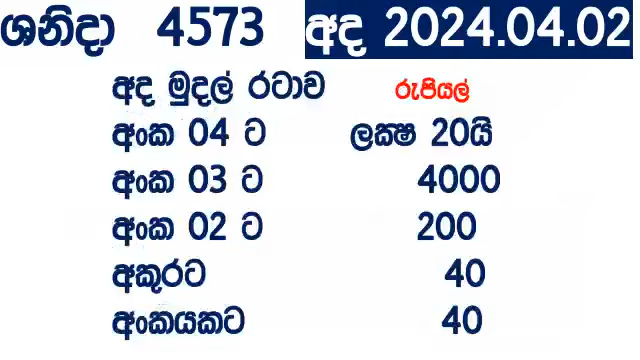 ශනිදා 4573 අද 2024.04.02
අද මුදල් රටාව රුපියල්
අංක 04 ට ලක්ෂ 20යි
අංක 03 ට 4000
අංක 02 ට 200
අකුරට 40
අංකයකට 40